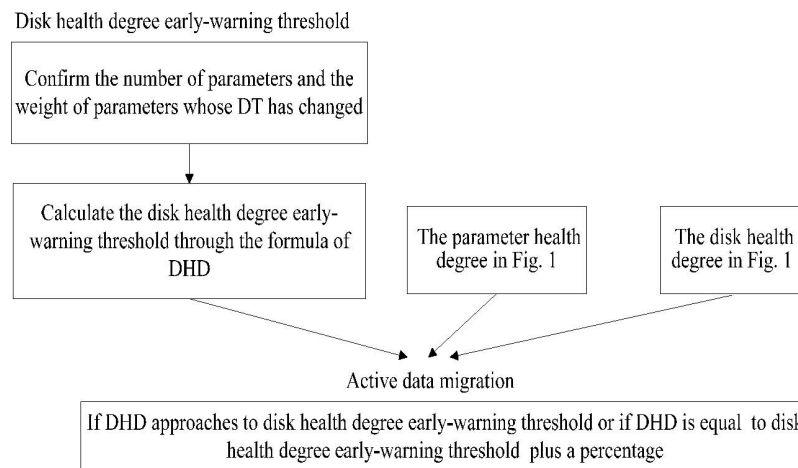 Disk health degree early-warning threshold
Confirm the number of parameters and the
weight of parameters whose DT has changed
Calculate the disk health degree early-
warning threshold through the formula of
DHD
The parameter health
degree in Fig. 1
The disk health
degree in Fig. 1
Active data migration
If DHD approaches to disk health degree early-warning threshold or if DHD is equal to disk
health degree early-warning threshold plus a percentage